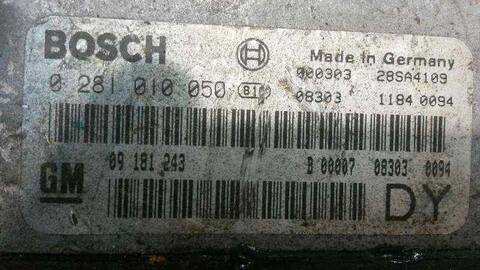 BOSCH
Made in Germany
000303 28SA4109
0 281 010 050
08303 1184 0094
09 181 243
B 00007 08303 0094
GM
DY